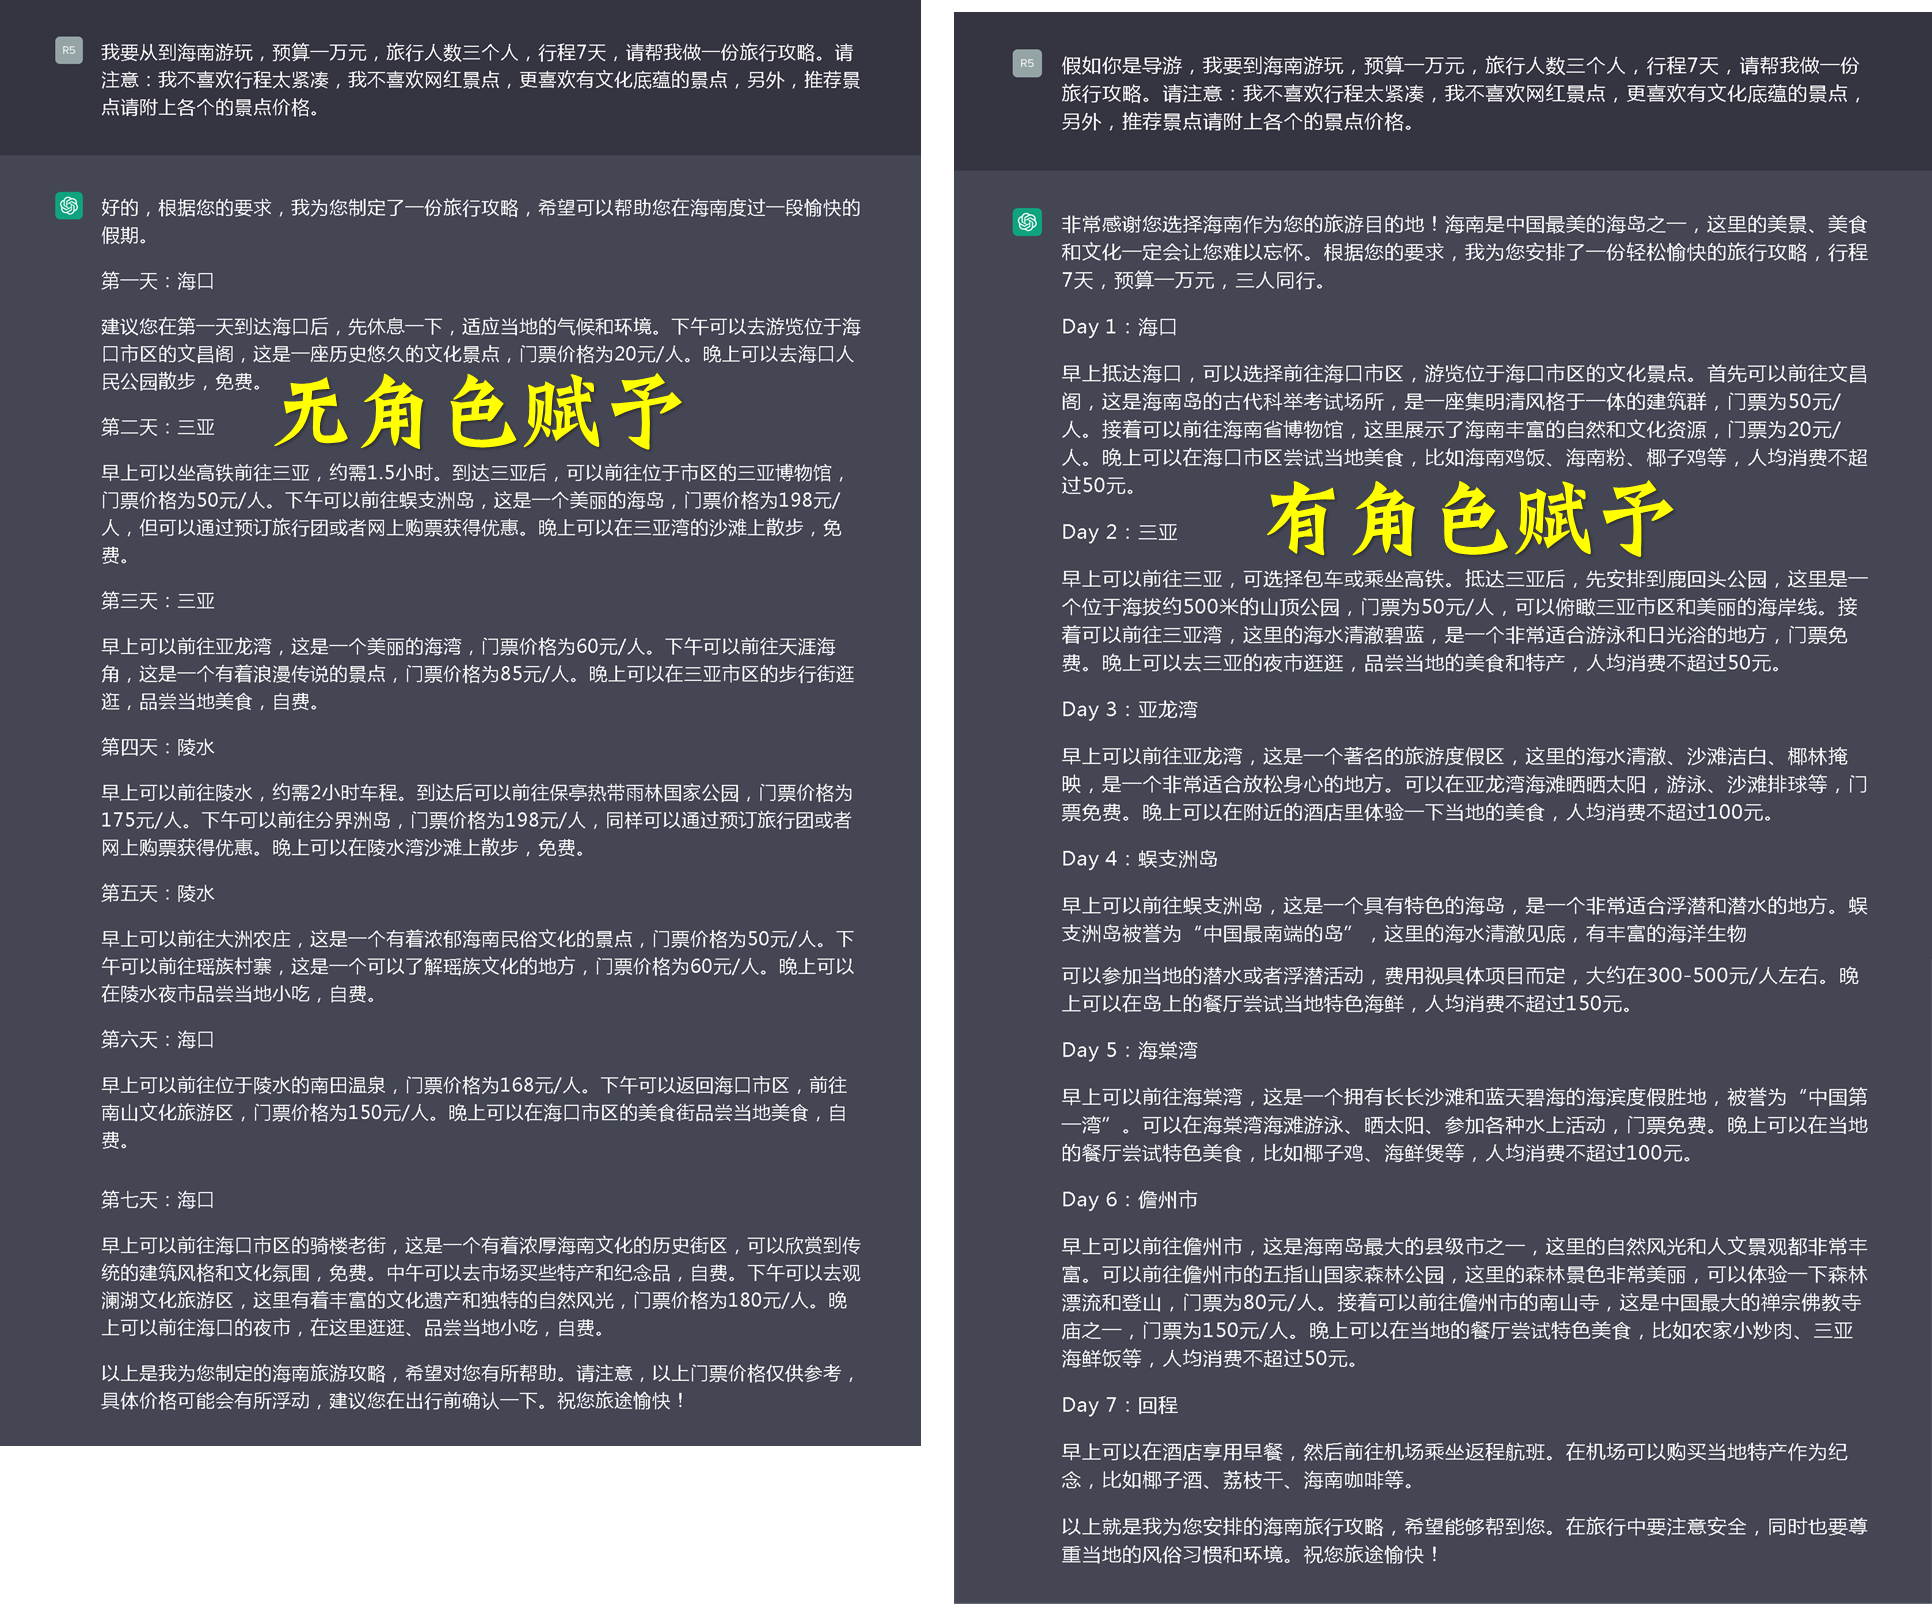 R5
我要从到海南游玩，预算一万元，旅行人数三个人，行程7天，请帮我做一份旅行攻略。请
注意：我不喜欢行程太紧凑，我不喜欢网红景点，更喜欢有文化底蕴的景点，另外，推荐景
点请附上各个的景点价格。
好的，根据您的要求，我为您制定了一份旅行攻略，希望可以帮助您在海南度过一段愉快的
假期。
第一天：海口
建议您在第一天到达海口后，先休息一下，适应当地的气候和环境。下午可以去游览位于海
口市区的文昌阁，这是一座历史悠久的文化景点，门票价格为20元/人。晚上可以去海口人
民公园散步，免费。
无角色赋予
第二天：三亚
早上可以坐高铁前往三亚，约需1.5小时。到达三亚后，可以前往位于市区的三亚博物馆，
门票价格为50元/人。下午可以前往蜈支洲岛，这是一个美丽的海岛，门票价格为198元/
人，但可以通过预订旅行团或者网上购票获得优惠。晚上可以在三亚湾的沙滩上散步，免
费。
第三天：三亚
早上可以前往亚龙湾，这是一个美丽的海湾，门票价格为60元/人。下午可以前往天涯海
角，这是一个有着浪漫传说的景点，门票价格为85元/人。晚上可以在三亚市区的步行街逛
逛，品尝当地美食，自费。
第四天：陵水
早上可以前往陵水，约需2小时车程。到达后可以前往保亭热带雨林国家公园，门票价格为
175元/人。下午可以前往分界洲岛，门票价格为198元/人，同样可以通过预订旅行团或者
网上购票获得优惠。晚上可以在陵水湾沙滩上散步，免费。
第五天：陵水
早上可以前往大洲农庄，这是一个有着浓郁海南民俗文化的景点，门票价格为50元/人。下
午可以前往瑶族村寨，这是一个可以了解瑶族文化的地方，门票价格为60元/人。晚上可以
在陵水夜市品尝当地小吃，自费。
第六天：海口
早上可以前往位于陵水的南田温泉，门票价格为168元/人。下午可以返回海口市区，前往
南山文化旅游区，门票价格为150元/人。晚上可以在海口市区的美食街品尝当地美食，自
费。
第七天：海口
早上可以前往海口市区的骑楼老街，这是一个有着浓厚海南文化的历史街区，可以欣赏到传
统的建筑风格和文化氛围，免费。中午可以去市场买些特产和纪念品，自费。下午可以去观
澜湖文化旅游区，这里有着丰富的文化遗产和独特的自然风光，门票价格为180元/人。晚
上可以前往海口的夜市，在这里逛逛、品尝当地小吃，自费。
以上是我为您制定的海南旅游攻略，希望对您有所帮助。请注意，以上门票价格仅供参考，
具体价格可能会有所浮动，建议您在出行前确认一下。祝您旅途愉快！
R5
假如你是导游，我要到海南游玩，预算一万元，旅行人数三个人，行程7天，请帮我做一份
旅行攻略。请注意：我不喜欢行程太紧凑，我不喜欢网红景点，更喜欢有文化底蕴的景点，
另外，推荐景点请附上各个的景点价格。
非常感谢您选择海南作为您的旅游目的地！海南是中国最美的海岛之一，这里的美景、美食
和文化一定会让您难以忘怀。根据您的要求，我为您安排了一份轻松愉快的旅行攻略，行程
7天，预算一万元，三人同行。
Day 1：海口
早上抵达海口，可以选择前往海口市区，游览位于海口市区的文化景点。首先可以前往文昌
阁，这是海南岛的古代科举考试场所，是一座集明清风格于一体的建筑群，门票为50元/
人。接着可以前往海南省博物馆，这里展示了海南丰富的自然和文化资源，门票为20元/
人。晚上可以在海口市区尝试当地美食，比如海南鸡饭、海南粉、椰子鸡等，人均消费不超
过50元。
有角色赋予
Day 2：三亚
早上可以前往三亚，可选择包车或乘坐高铁。抵达三亚后，先安排到鹿回头公园，这里是一
个位于海拔约500米的山顶公园，门票为50元/人，可以俯瞰三亚市区和美丽的海岸线。接
着可以前往三亚湾，这里的海水清澈碧蓝，是一个非常适合游泳和日光浴的地方，门票免
费。晚上可以去三亚的夜市逛逛，品尝当地的美食和特产，人均消费不超过50元。
Day 3：亚龙湾
早上可以前往亚龙湾，这是一个著名的旅游度假区，这里的海水清澈、沙滩洁白、椰林掩
映，是一个非常适合放松身心的地方。可以在亚龙湾海滩晒晒太阳，游泳、沙滩排球等，门
票免费。晚上可以在附近的酒店里体验一下当地的美食，人均消费不超过100元。
Day 4：蜈支洲岛
早上可以前往蜈支洲岛，这是一个具有特色的海岛，是一个非常适合浮潜和潜水的地方。蜈
支洲岛被誉为“中国最南端的岛”，这里的海水清澈见底，有丰富的海洋生物
可以参加当地的潜水或者浮潜活动，费用视具体项目而定，大约在300-500元/人左右。晚
上可以在岛上的餐厅尝试当地特色海鲜，人均消费不超过150元。
Day 5：海棠湾
早上可以前往海棠湾，这是一个拥有长长沙滩和蓝天碧海的海滨度假胜地，被誉为“中国第
一湾”。可以在海棠湾海滩游泳、晒太阳、参加各种水上活动，门票免费。晚上可以在当地
的餐厅尝试特色美食，比如椰子鸡、海鲜煲等，人均消费不超过100元。
Day 6：儋州市
早上可以前往儋州市，这是海南岛最大的县级市之一，这里的自然风光和人文景观都非常丰
富。可以前往儋州市的五指山国家森林公园，这里的森林景色非常美丽，可以体验一下森林
漂流和登山，门票为80元/人。接着可以前往儋州市的南山寺，这是中国最大的禅宗佛教寺
庙之一，门票为150元/人。晚上可以在当地的餐厅尝试特色美食，比如农家小炒肉、三亚
海鲜饭等，人均消费不超过50元。
Day 7：回程
早上可以在酒店享用早餐，然后前往机场乘坐返程航班。在机场可以购买当地特产作为纪
念，比如椰子酒、荔枝干、海南咖啡等。
以上就是我为您安排的海南旅行攻略，希望能够帮到您。在旅行中要注意安全，同时也要尊
重当地的风俗习惯和环境。祝您旅途愉快！